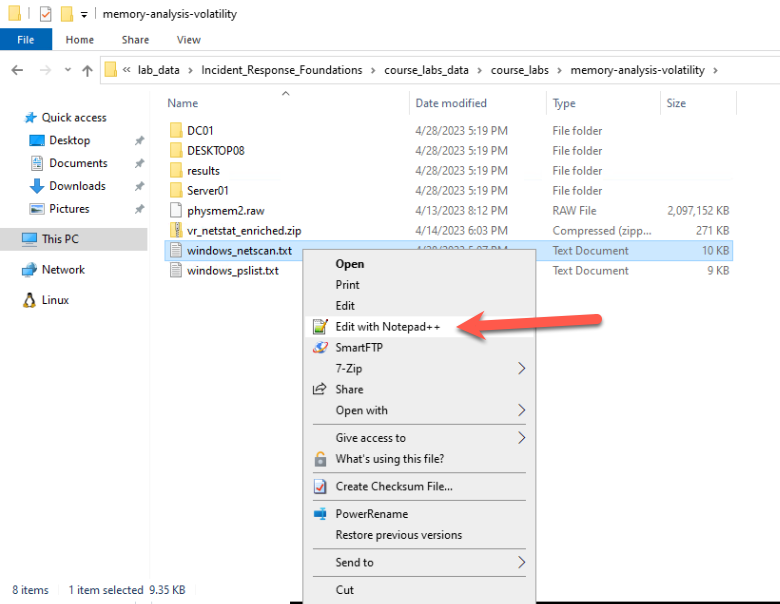 memory-analysis-volatility
File Home Share View
« lab_data › Incident_Response_Foundations › course_labs_data › course_labs › memory-analysis-volatility ›
Name Date modified Type Size
Quick access
Desktop
Documents
Downloads
Pictures
This PC
Network
Linux
DC01 4/28/2023 5:19 PM File folder
DESKTOP08 4/28/2023 5:19 PM File folder
results 4/28/2023 5:19 PM File folder
Server01 4/28/2023 5:19 PM File folder
physmem2.raw 4/13/2023 8:12 PM RAW File 2,097,152 KB
vr_netstat_enriched.zip 4/14/2023 6:03 PM Compressed (zipp... 271 KB
windows_netscan.txt Text Document 10 KB
windows_pslist.txt Text Document 9 KB
Open
Print
Edit
Edit with Notepad++
SmartFTP
7-Zip
Share
Open with
Give access to
What's using this file?
Create Checksum File...
PowerRename
Restore previous versions
Send to
Cut
8 items 1 item selected 9.35 KB